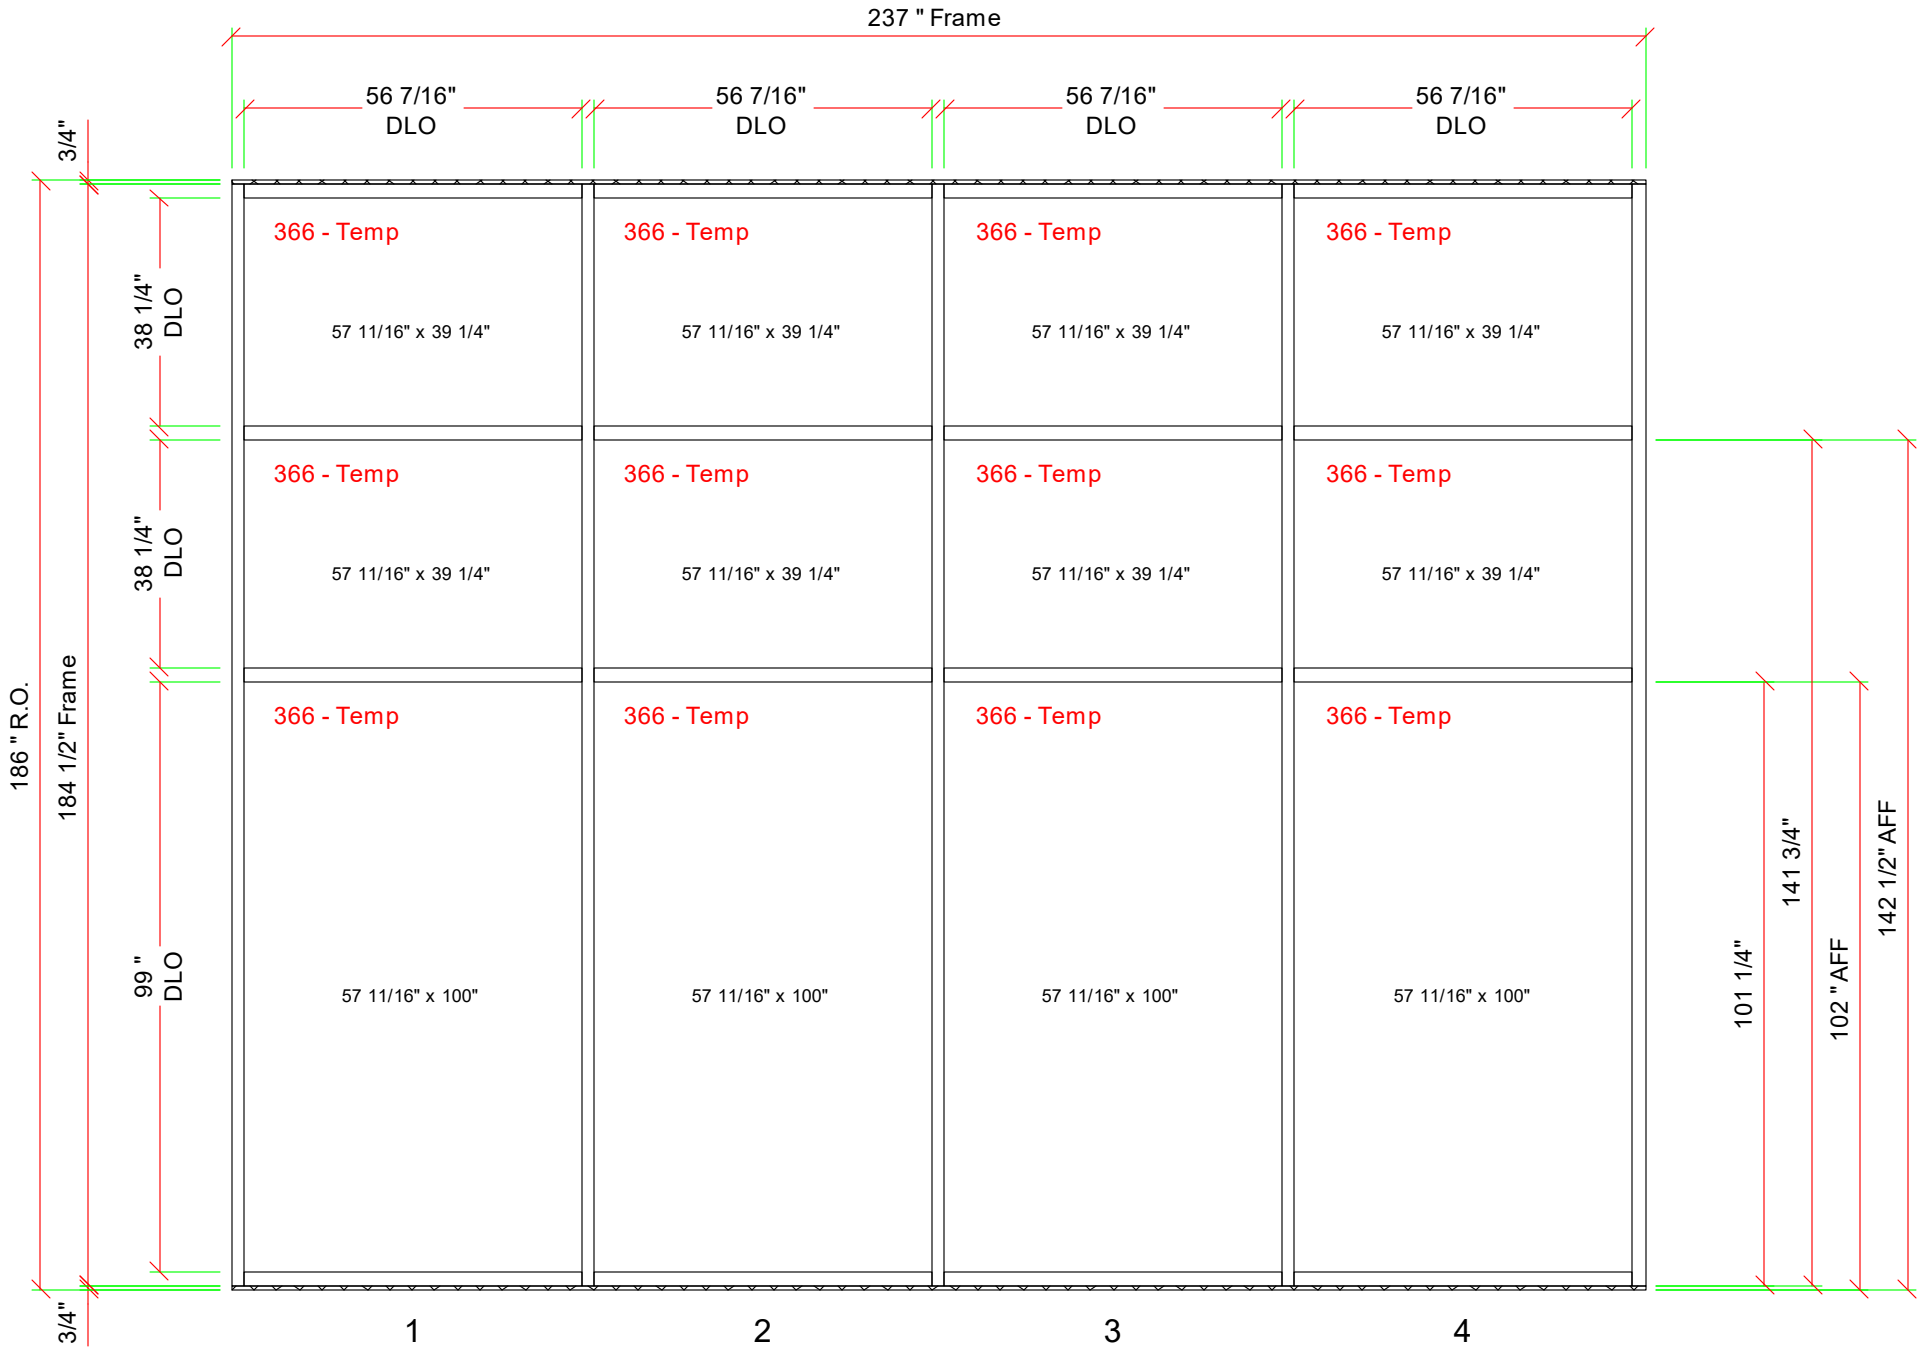 237 " Frame
56 7/16" 56 7/16" 56 7/16" 56 7/16"
DLO DLO DLO DLO
3/4"
366 - Temp 366 - Temp 366 - Temp 366 - Temp
38 1/4"
DLO
57 11/16" x 39 1/4" 57 11/16" x 39 1/4" 57 11/16" x 39 1/4" 57 11/16" x 39 1/4"
366 - Temp 366 - Temp 366 - Temp 366 - Temp
38 1/4"
DLO
57 11/16" x 39 1/4" 57 11/16" x 39 1/4" 57 11/16" x 39 1/4" 57 11/16" x 39 1/4"
186 " R.O.
184 1/2" Frame
366 - Temp 366 - Temp 366 - Temp 366 - Temp
99 "
DLO
57 11/16" x 100" 57 11/16" x 100" 57 11/16" x 100" 57 11/16" x 100"
101 1/4"
141 3/4"
102 " AFF
142 1/2" AFF
3/4"
1 2 3 4